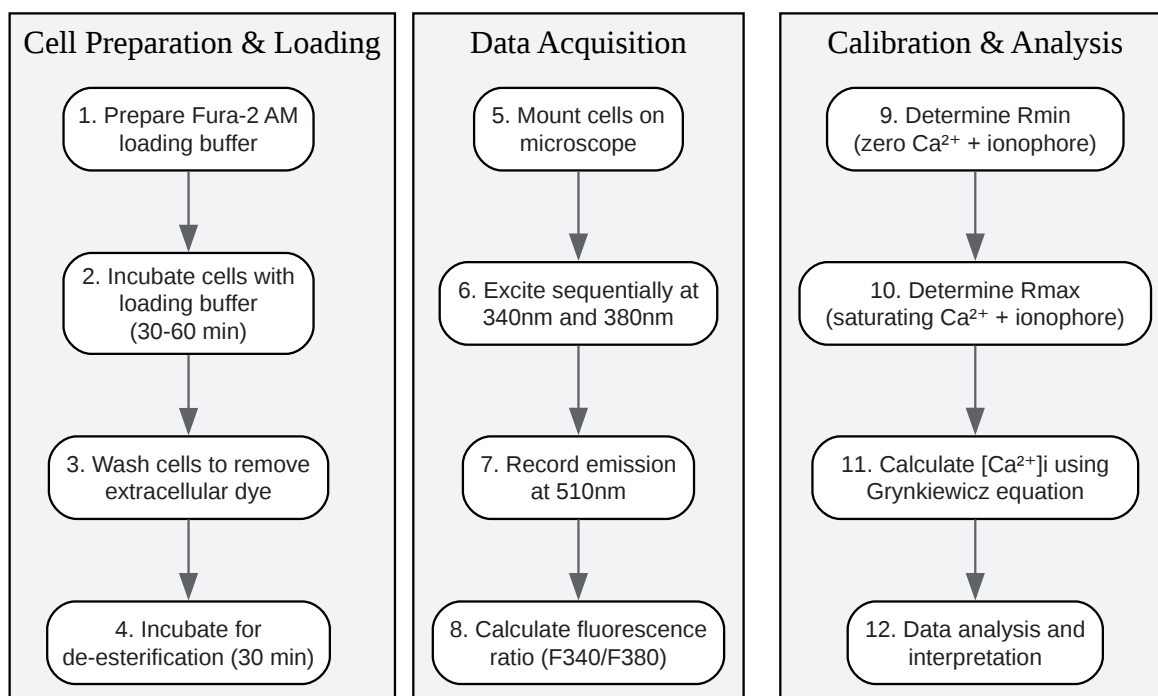 Cell Preparation & Loading
1. Prepare Fura-2 AM
loading buffer
2. Incubate cells with
loading buffer
(30-60 min)
3. Wash cells to remove
extracellular dye
4. Incubate for
de-esterification (30 min)
Data Acquisition
5. Mount cells on
microscope
6. Excite sequentially at
340nm and 380nm
7. Record emission
at 510nm
8. Calculate fluorescence
ratio (F340/F380)
Calibration & Analysis
9. Determine Rmin
(zero Ca²⁺ + ionophore)
10. Determine Rmax
(saturating Ca²⁺ + ionophore)
11. Calculate [Ca²⁺]i using
Grynkiewicz equation
12. Data analysis and
interpretation